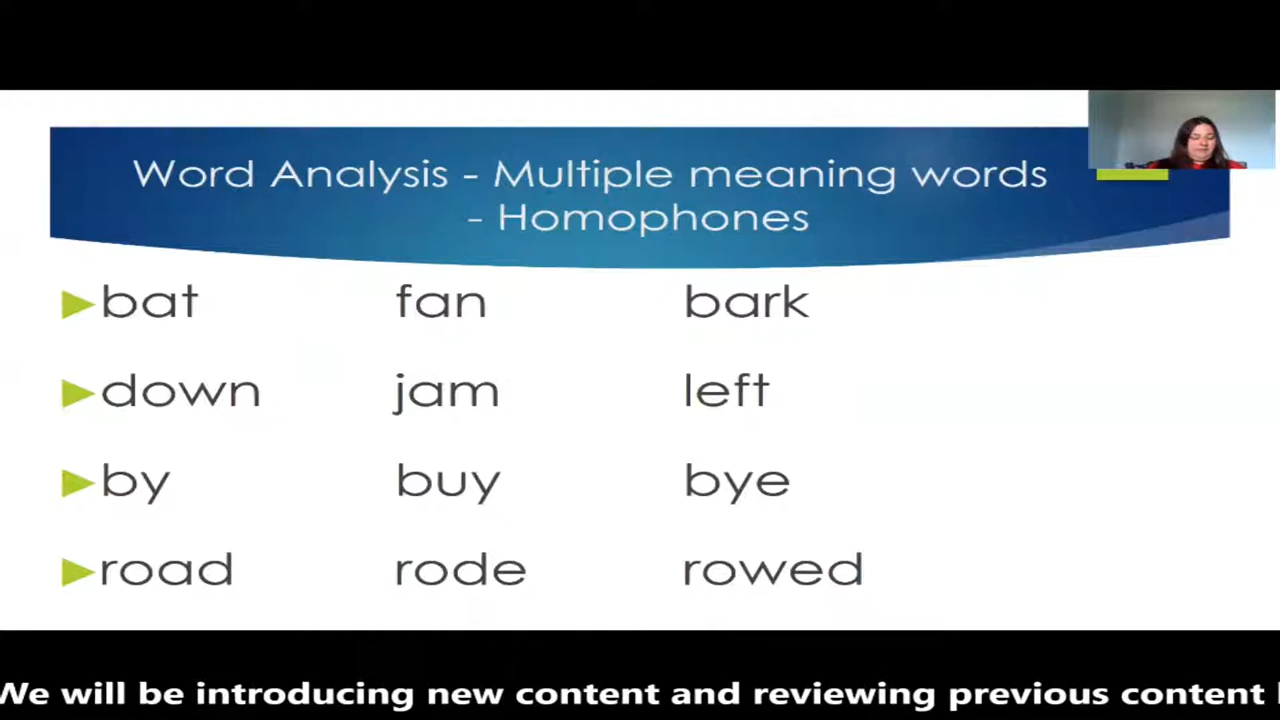 Word Analysis - Multiple meaning words
- Homophones
bat fan bark
down jam left
by buy bye
road rode rowed
We will be introducing new content and reviewing previous content